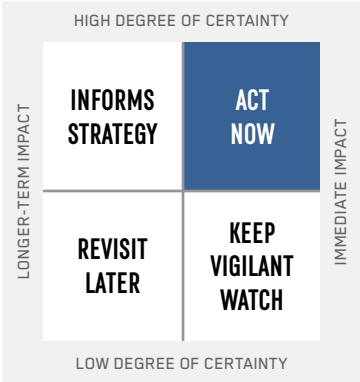 HIGH DEGREE OF CERTAINTY
LONGER-TERM IMPACT
INFORMS
STRATEGY
ACT
NOW
IMMEDIATE IMPACT
REVISIT
LATER
KEEP
VIGILANT
WATCH
LOW DEGREE OF CERTAINTY